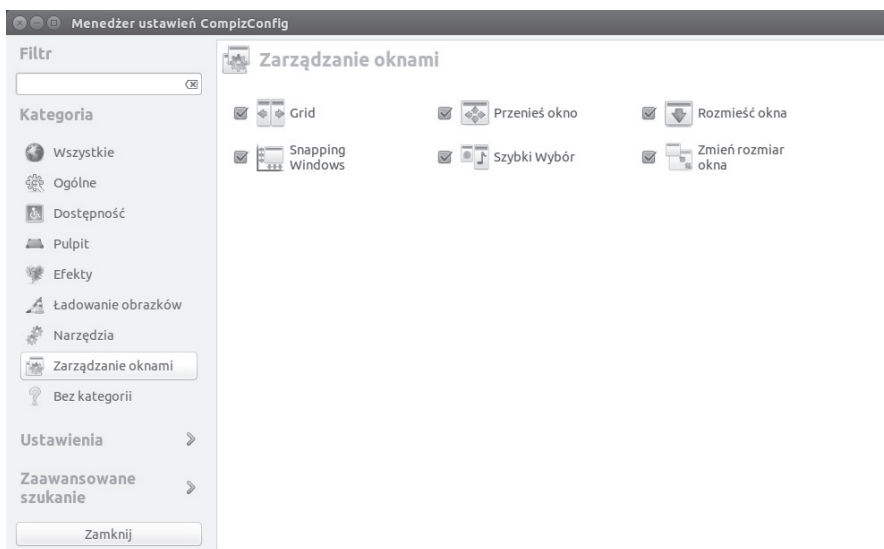 Menedżer ustawień CompizConfig
Filtr
Kategoria
Wszystkie
Ogólne
Dostępność
Pulpit
Efekty
Ładowanie obrazków
Narzędzia
Zarządzanie oknami
Bez kategorii
Ustawienia
Zaawansowane
szukanie
Zamknij
Zarządzanie oknami
Grid
Przenieś okno
Rozmieść okna
Snapping
Windows
Szybki Wybór
Zmień rozmiar
okna